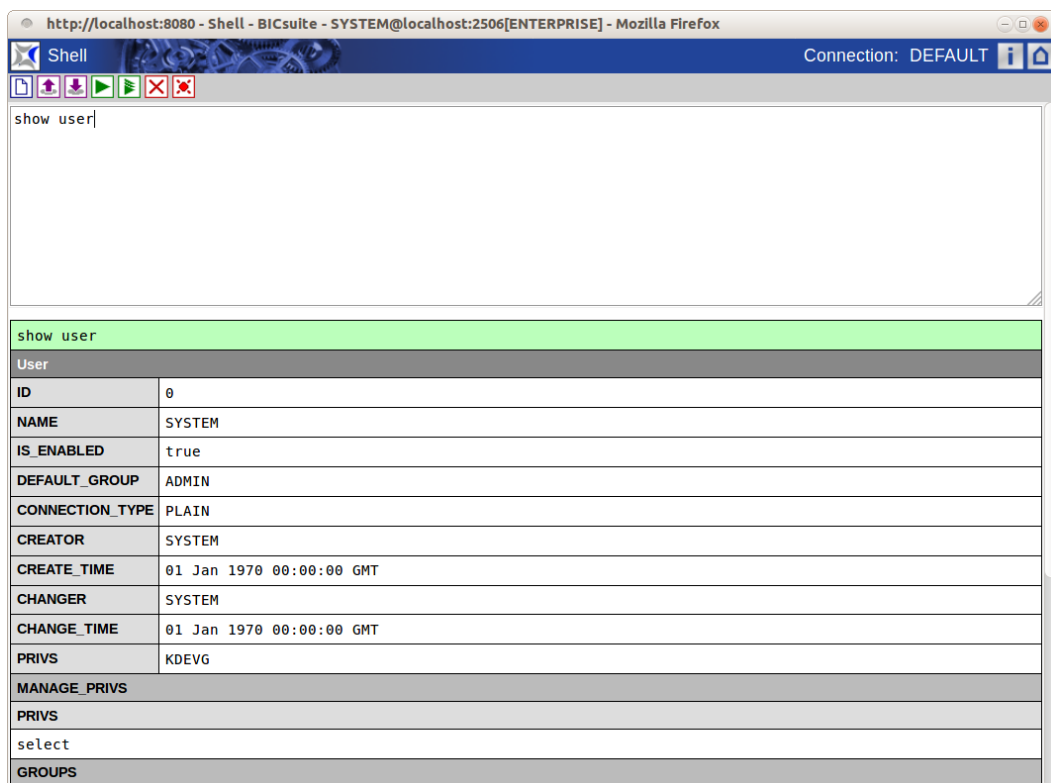 http://localhost:8080 - Shell - BICsuite - SYSTEM@localhost:2506[ENTERPRISE] - Mozilla Firefox
Shell Connection: DEFAULT
show user
show user
User
ID 0
NAME SYSTEM
IS_ENABLED true
DEFAULT_GROUP ADMIN
CONNECTION_TYPE PLAIN
CREATOR SYSTEM
CREATE_TIME 01 Jan 1970 00:00:00 GMT
CHANGER SYSTEM
CHANGE_TIME 01 Jan 1970 00:00:00 GMT
PRIVS KDEVG
MANAGE_PRIVS
PRIVS
select
GROUPS